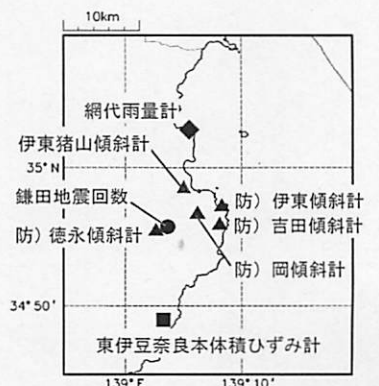 10km
網代雨量計
伊東猪山傾斜計
35°N
鎌田地震回数
防）伊東傾斜計
防）徳永傾斜計
防）吉田傾斜計
防）岡傾斜計
34°50'
東伊豆奈良本体積ひずみ計
139°E
139°10'